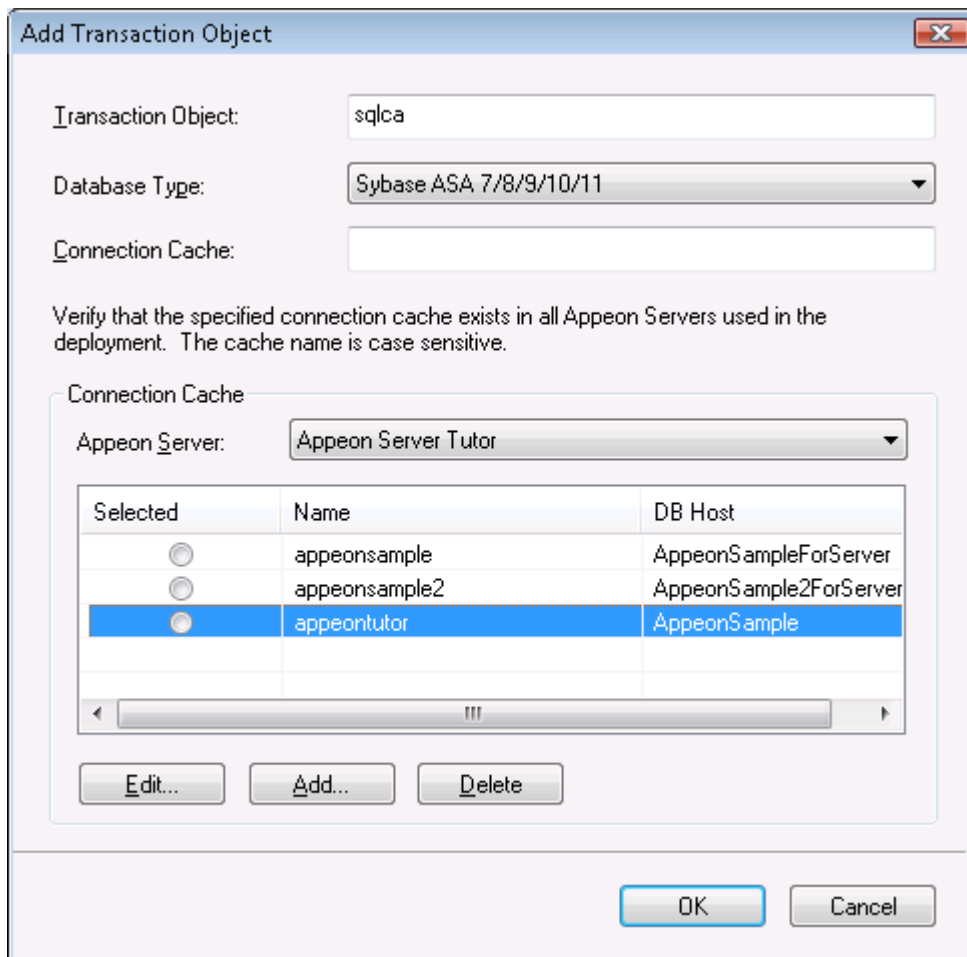 Add Transaction Object
Transaction Object: sqlca
Database Type: Sybase ASA 7/8/9/10/11
Connection Cache:
Verify that the specified connection cache exists in all Appeon Servers used in the
deployment. The cache name is case sensitive.
Connection Cache
Appeon Server: Appeon Server Tutor
Selected Name DB Host
appeonsample AppeonSampleForServer
appeonsample2 AppeonSample2ForServer
appeontutor AppeonSample
Edit... Add... Delete
OK Cancel